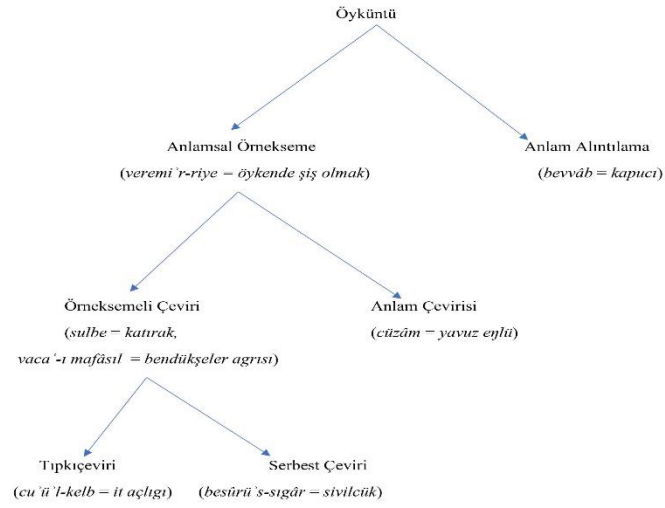 Öyküntü
Anlamsal Örnekseme
(veremi᾿r-riye = öykende şiş olmak)
Anlam Alıntılama
(bevvâb = kapucı)
Örneksemeli Çeviri
(sulbe = katırak,
vaca῾-ı mafâsıl = bendükşeler agrısı)
Anlam Çevirisi
(cüzâm = yavuz eŋlü)
Tıpkıçeviri
(cu῾ü᾿l-kelb = it açlıgı)
Serbest Çeviri
(besûrü᾿s-sıgâr = sivilcük)